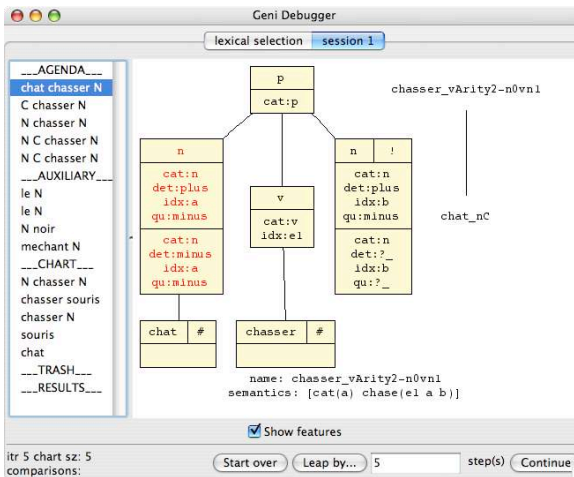 Geni Debugger
lexical selection session 1
___AGENDA___
chat chasser N
C chasser N
N chasser N
N C chasser N
N C chasser N
___AUXILIARY___
le N
le N
N noir
mechant N
___CHART___
N chasser N
chasser souris
chasser N
souris
chat
___TRASH___
___RESULTS___
p
cat:p
n
cat:n
det:plus
idx:a
qu:minus
cat:n
det:minus
idx:a
qu:minus
v
cat:v
idx:e1
n !
cat:n
det:plus
idx:b
qu:minus
cat:n
det:?_
idx:b
qu:?_
chat #
chasser #
chasser_vArity2-n0vn1
chat_nC
name: chasser_vArity2-n0vn1
semantics: [cat(a) chase(e1 a b)]
Show features
itr 5 chart sz: 5
comparisons:
Start over Leap by... 5 step(s) Continue